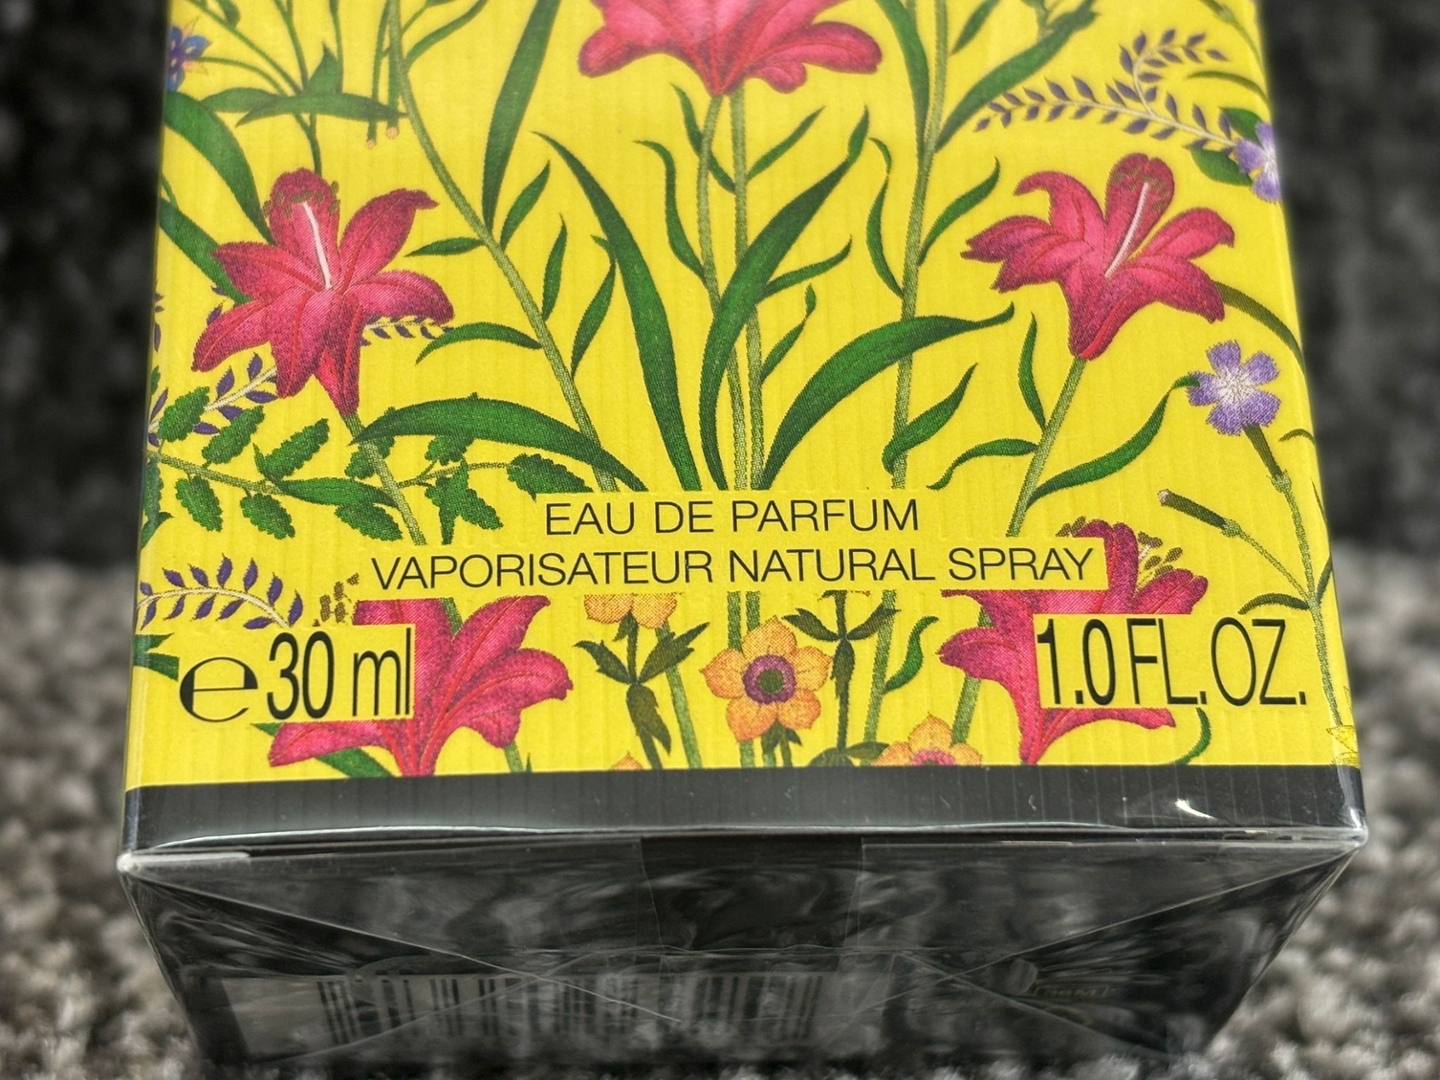 EAU DE PARFUM
VAPORISATEUR NATURAL SPRAY
℮ 30 ml
1.0 FL. OZ.